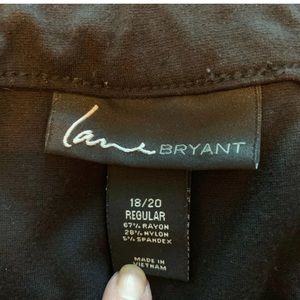 Lane BRYANT
18/20
REGULAR
67% RAYON
28% NYLON
5% SPANDEX
MADE IN
VIETNAM